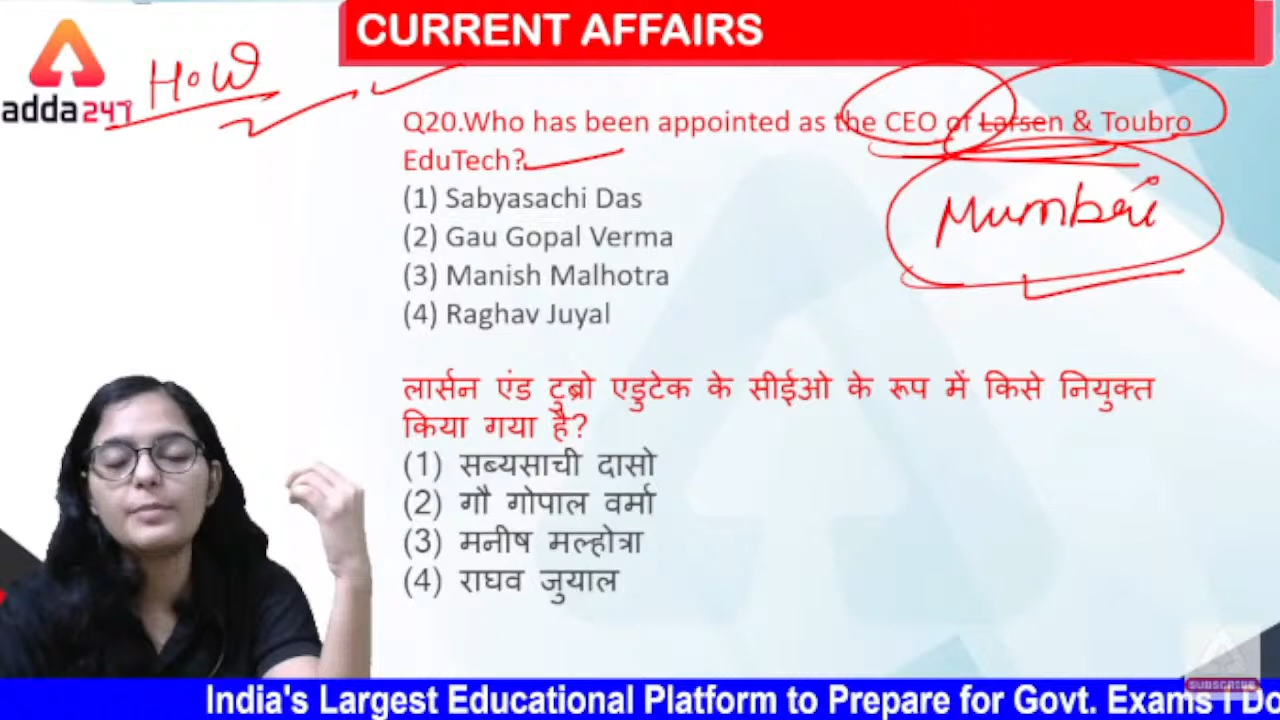 CURRENT AFFAIRS
adda247
HOW
Q20.Who has been appointed as the CEO of Larsen & Toubro
EduTech?
Mumbai
(1) Sabyasachi Das
(2) Gau Gopal Verma
(3) Manish Malhotra
(4) Raghav Juyal
लार्सन एंड टुब्रो एडुटेक के सीईओ के रूप में किसे नियुक्त
किया गया है?
(1) सब्यसाची दासो
(2) गौ गोपाल वर्मा
(3) मनीष मल्होत्रा
(4) राघव जुयाल
SUBSCRIBE
India's Largest Educational Platform to Prepare for Govt. Exams I Do